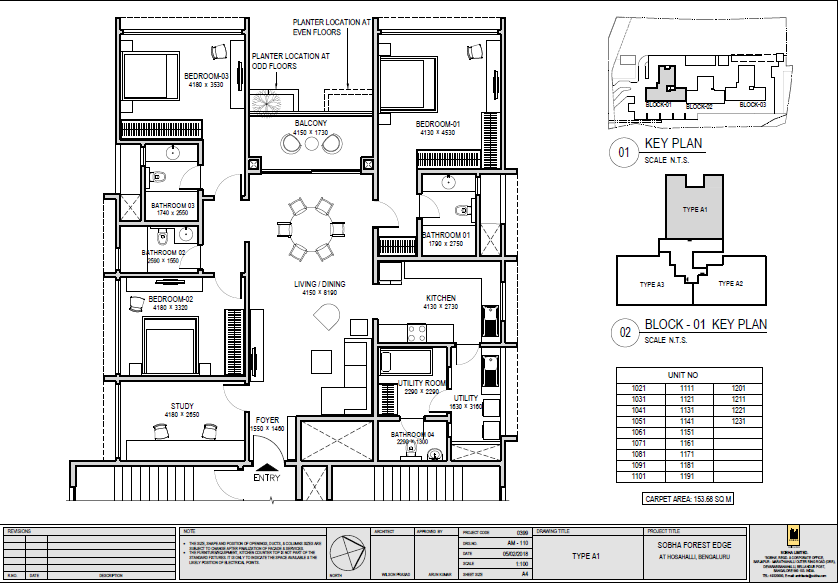 PLANTER LOCATION AT
EVEN FLOORS
PLANTER LOCATION AT
ODD FLOORS
BEDROOM-03
4180 x 3530
BALCONY
4150 x 1730
BEDROOM-01
4130 x 4530
BATHROOM 03
1740 x 2550
BATHROOM 01
1790 x 2750
BATHROOM 02
2590 x 1550
LIVING / DINING
4150 x 8190
KITCHEN
4130 x 2730
BEDROOM-02
4180 x 3320
UTILITY ROOM
2290 x 2290
UTILITY
1630 x 3160
STUDY
4180 x 2650
FOYER
1550 x 1460
BATHROOM 04
2290 x 1300
ENTRY
BLOCK-01
BLOCK-02
BLOCK-03
01 KEY PLAN
SCALE N.T.S.
TYPE A1
TYPE A3
TYPE A2
02 BLOCK - 01 KEY PLAN
SCALE N.T.S.
UNIT NO
1021 1111 1201
1031 1121 1211
1041 1131 1221
1051 1141 1231
1061 1151
1071 1161
1081 1171
1091 1181
1101 1191
CARPET AREA: 153.68 SQ M
REVISIONS
R.NO. DATE DESCRIPTION
NOTE
THE SIZE, SHAPE AND POSITION OF OPENINGS, DUCTS, & COLUMNS SIZES ARE
SUBJECT TO CHANGE AFTER FINALIZATION OF FACADE & SERVICES.
THE FURNITURE/EQUIPMENT, KITCHEN COUNTER TOP IS NOT PART OF THE
STANDARD FIXTURES. IT IS ONLY TO INDICATE THE SPACE AVAILABLE & THE
LIKELY POSITION OF ELECTRICAL POINTS.
NORTH
ARCHITECT
WILSON PRASAD
APPROVED BY
ARUN KUMAR
PROJECT CODE 0399
DRG.NO. AM - 110
DATE 05/02/2018
SCALE 1:100
SHEET SIZE A4
DRAWING TITLE
TYPE A1
PROJECT TITLE
SOBHA FOREST EDGE
AT HOSAHALLI, BENGALURU
SOBHA LIMITED.